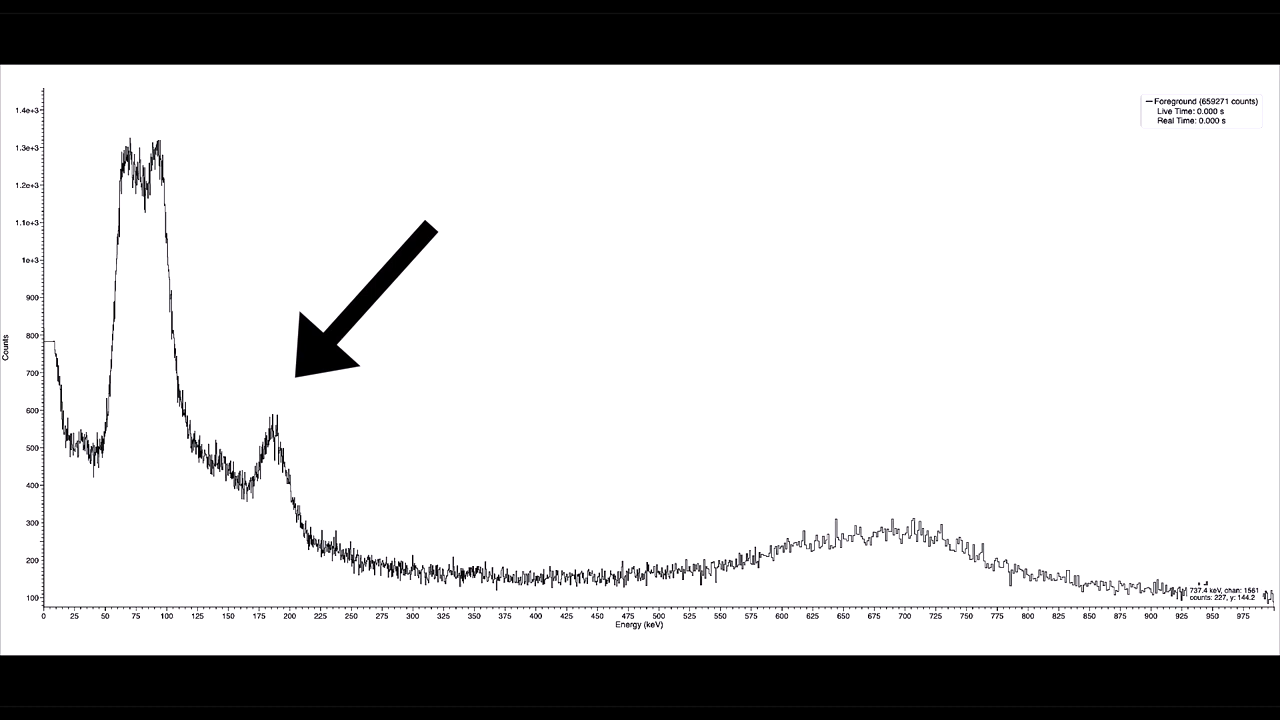 Foreground (659271 counts)
Live Time: 0.000 s
Real Time: 0.000 s
1.4e+3
1.3e+3
1.2e+3
1.1e+3
1e+3
900
800
700
600
500
400
300
200
100
Counts
0 25 50 75 100 125 150 175 200 225 250 275 300 325 350 375 400 425 450 475 500 525 550 575 600 625 650 675 700 725 750 775 800 825 850 875 900 925 950 975
Energy (keV)
737.4 keV, chan: 1561
counts: 227, y: 144.2